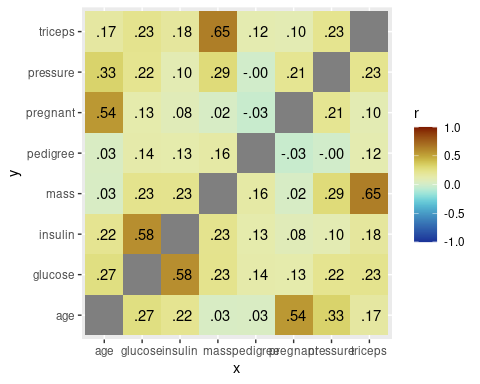 triceps .17 .23 .18 .65 .12 .10 .23
pressure .33 .22 .10 .29 -.00 .21 .23
pregnant .54 .13 .08 .02 -.03 .21 .10
pedigree .03 .14 .13 .16 -.03 -.00 .12
mass .03 .23 .23 .16 .02 .29 .65
insulin .22 .58 .23 .13 .08 .10 .18
glucose .27 .58 .23 .14 .13 .22 .23
age .27 .22 .03 .03 .54 .33 .17
age glucose insulin mass pedigree pregnant pressure triceps
x
y
r
1.0
0.5
0.0
-0.5
-1.0